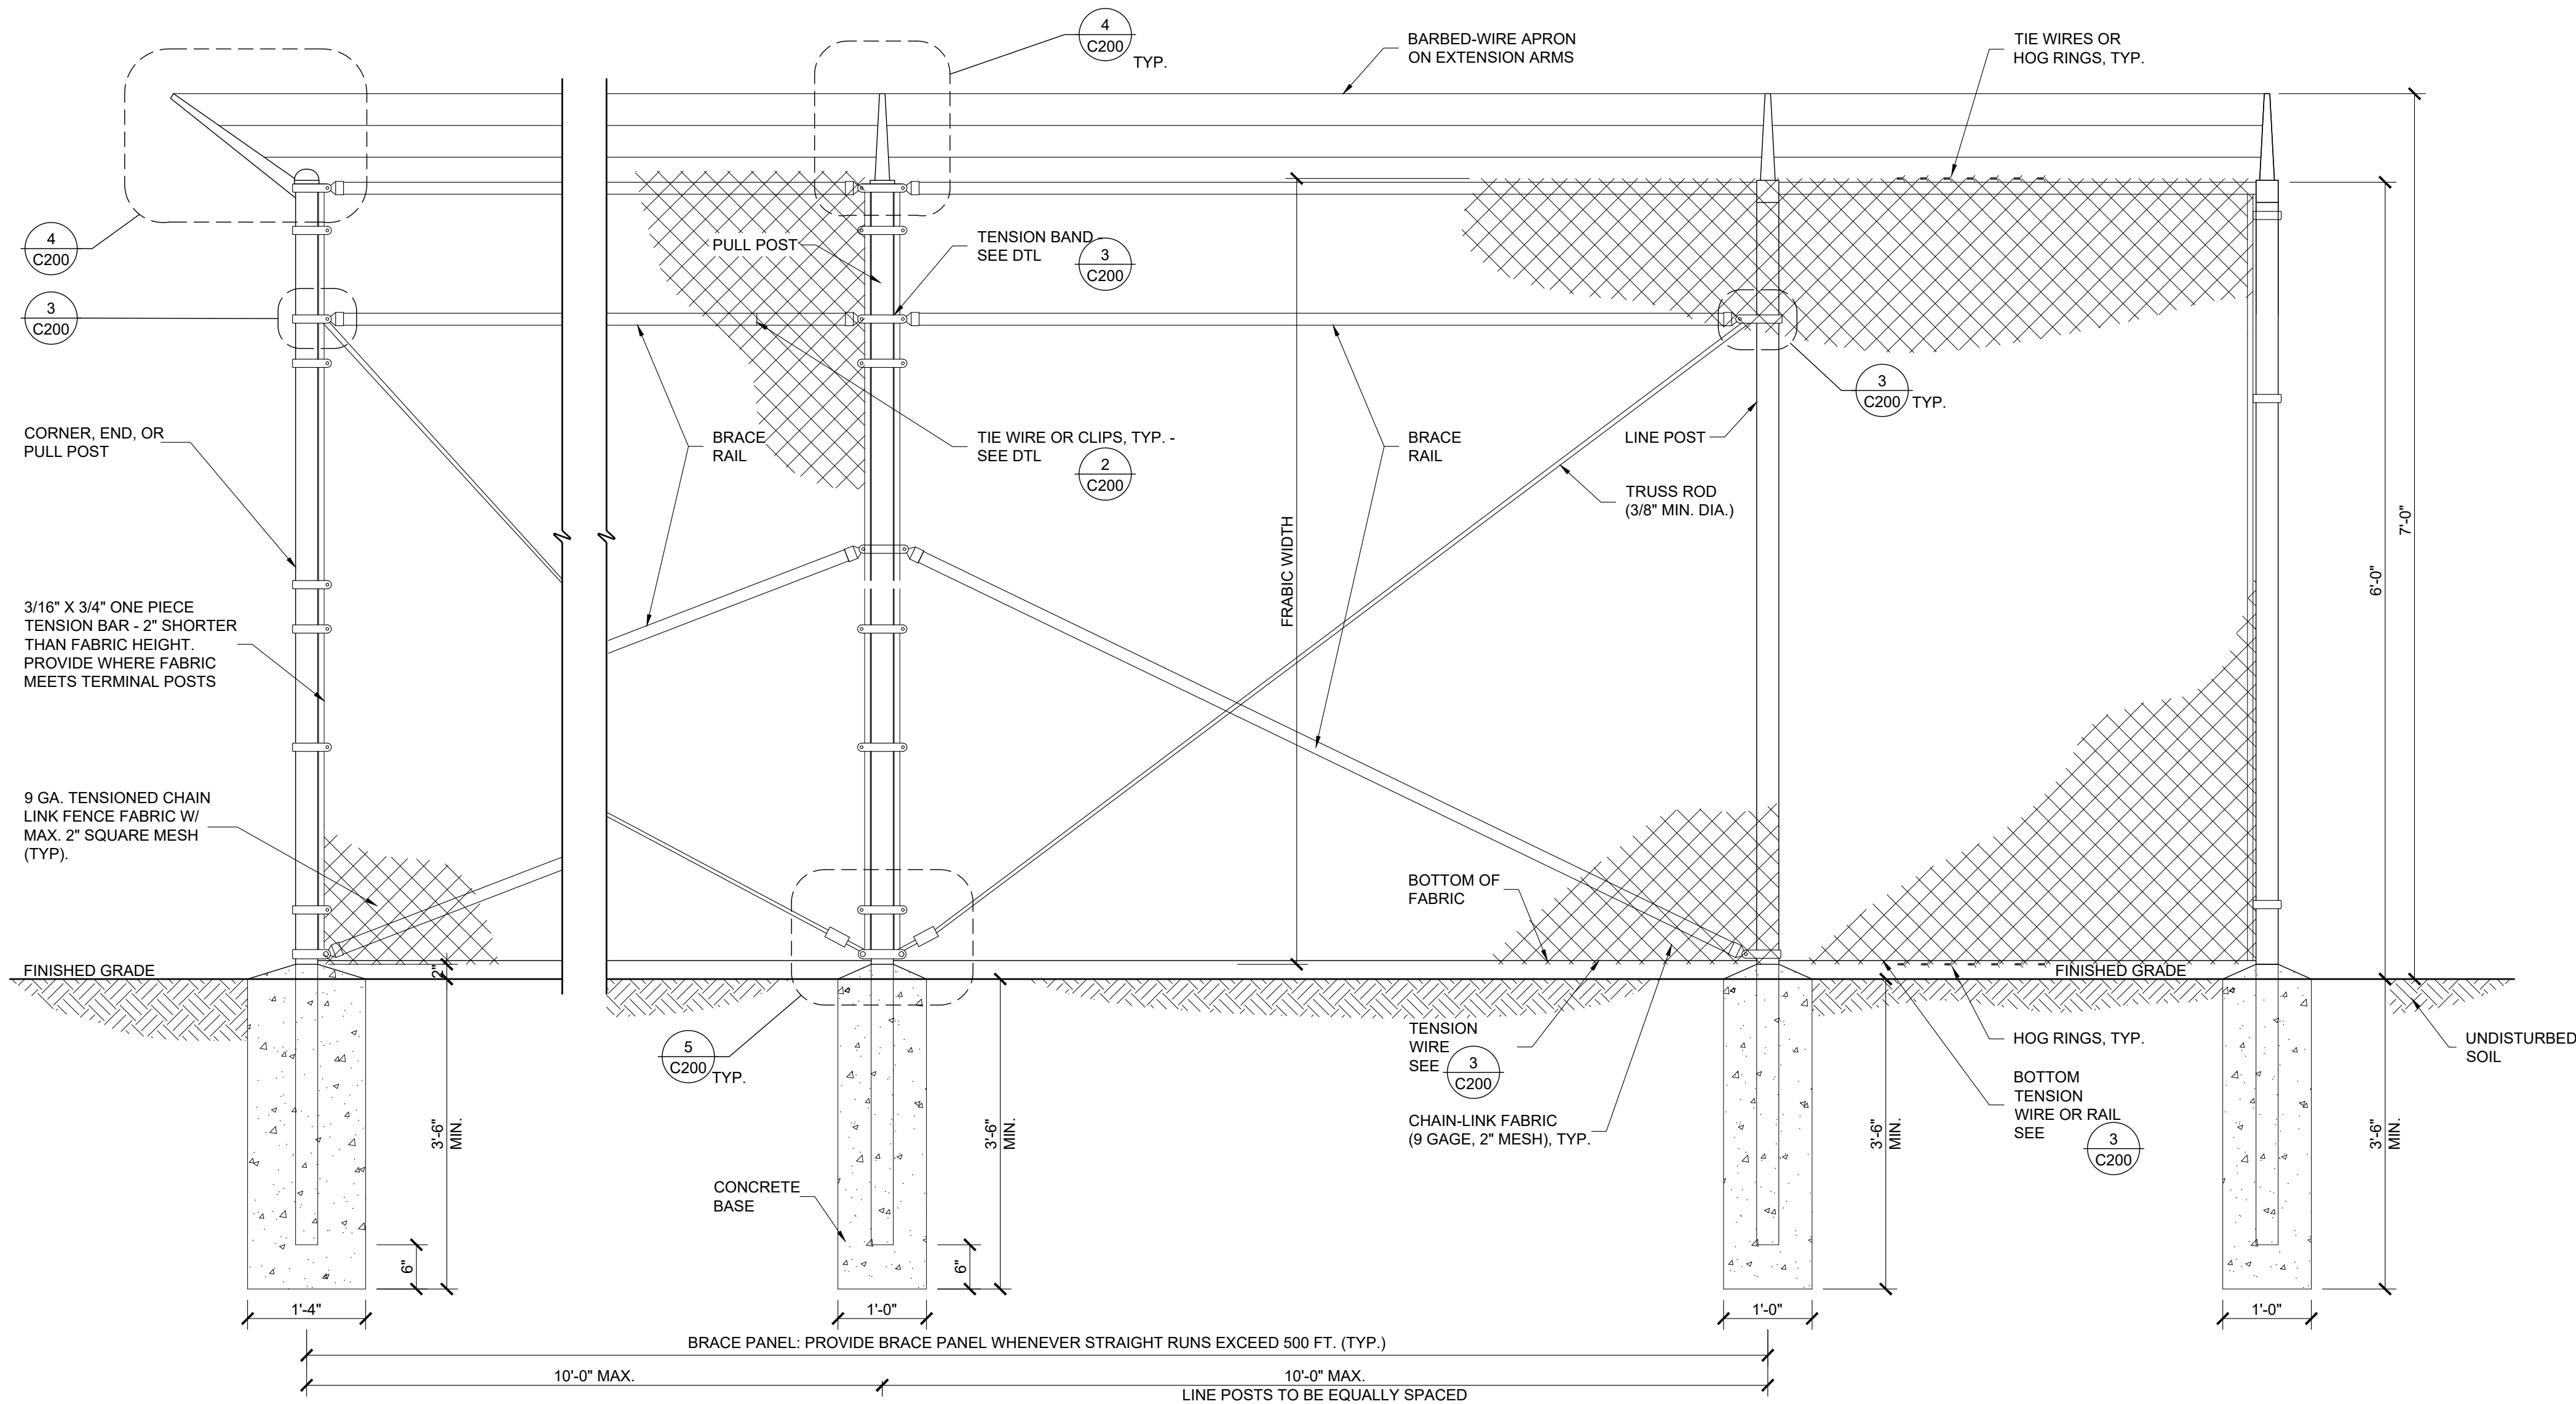 4
C200
TYP.
BARBED-WIRE APRON
ON EXTENSION ARMS
TIE WIRES OR
HOG RINGS, TYP.
4
C200
3
C200
PULL POST
TENSION BAND -
SEE DTL
3
C200
3
C200
TYP.
CORNER, END, OR
PULL POST
BRACE
RAIL
TIE WIRE OR CLIPS, TYP. -
SEE DTL
2
C200
BRACE
RAIL
LINE POST
TRUSS ROD
(3/8" MIN. DIA.)
FRABIC WIDTH
6'-0"
7'-0"
3/16" X 3/4" ONE PIECE
TENSION BAR - 2" SHORTER
THAN FABRIC HEIGHT.
PROVIDE WHERE FABRIC
MEETS TERMINAL POSTS
9 GA. TENSIONED CHAIN
LINK FENCE FABRIC W/
MAX. 2" SQUARE MESH
(TYP).
BOTTOM OF
FABRIC
FINISHED GRADE
2"
FINISHED GRADE
5
C200
TYP.
TENSION
WIRE
SEE
3
C200
CHAIN-LINK FABRIC
(9 GAGE, 2" MESH), TYP.
HOG RINGS, TYP.
BOTTOM
TENSION
WIRE OR RAIL
SEE
3
C200
UNDISTURBED
SOIL
3'-6"
MIN.
3'-6"
MIN.
3'-6"
MIN.
3'-6"
MIN.
CONCRETE
BASE
6"
6"
1'-4"
1'-0"
1'-0"
1'-0"
BRACE PANEL: PROVIDE BRACE PANEL WHENEVER STRAIGHT RUNS EXCEED 500 FT. (TYP.)
10'-0" MAX.
10'-0" MAX.
LINE POSTS TO BE EQUALLY SPACED